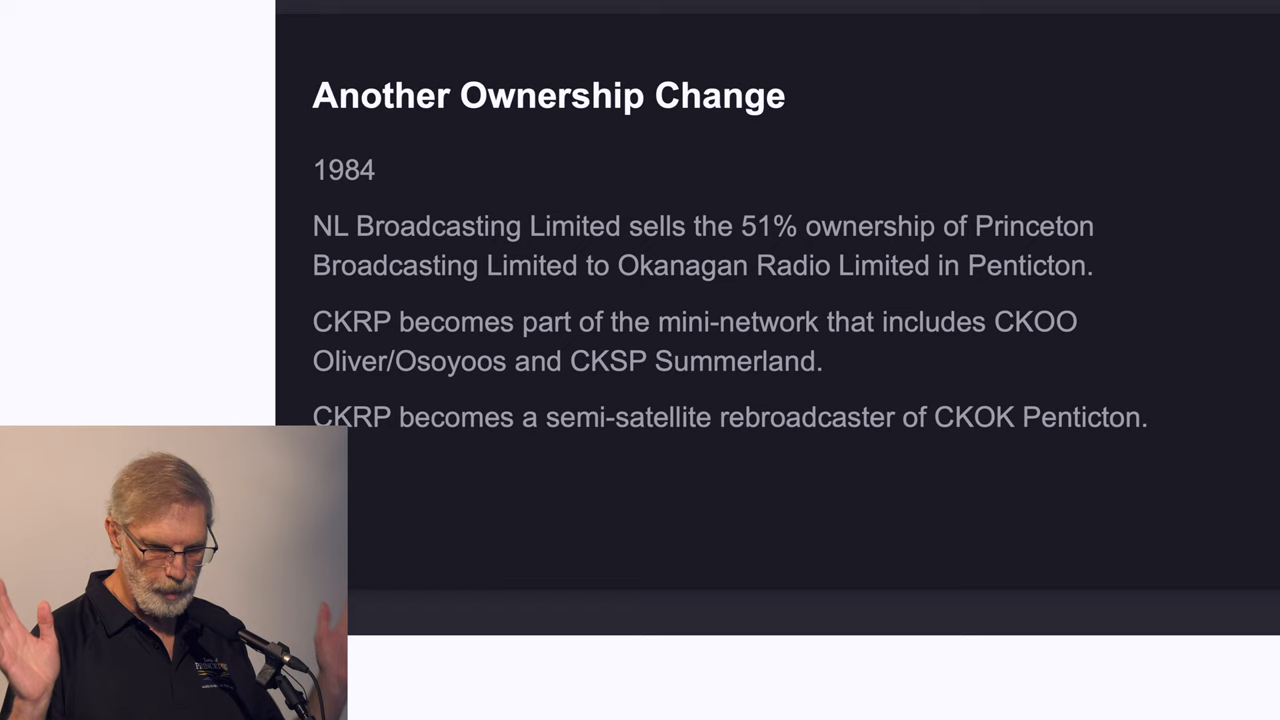 Another Ownership Change
1984
NL Broadcasting Limited sells the 51% ownership of Princeton
Broadcasting Limited to Okanagan Radio Limited in Penticton.
CKRP becomes part of the mini-network that includes CKOO
Oliver/Osoyoos and CKSP Summerland.
CKRP becomes a semi-satellite rebroadcaster of CKOK Penticton.
PRINCETON